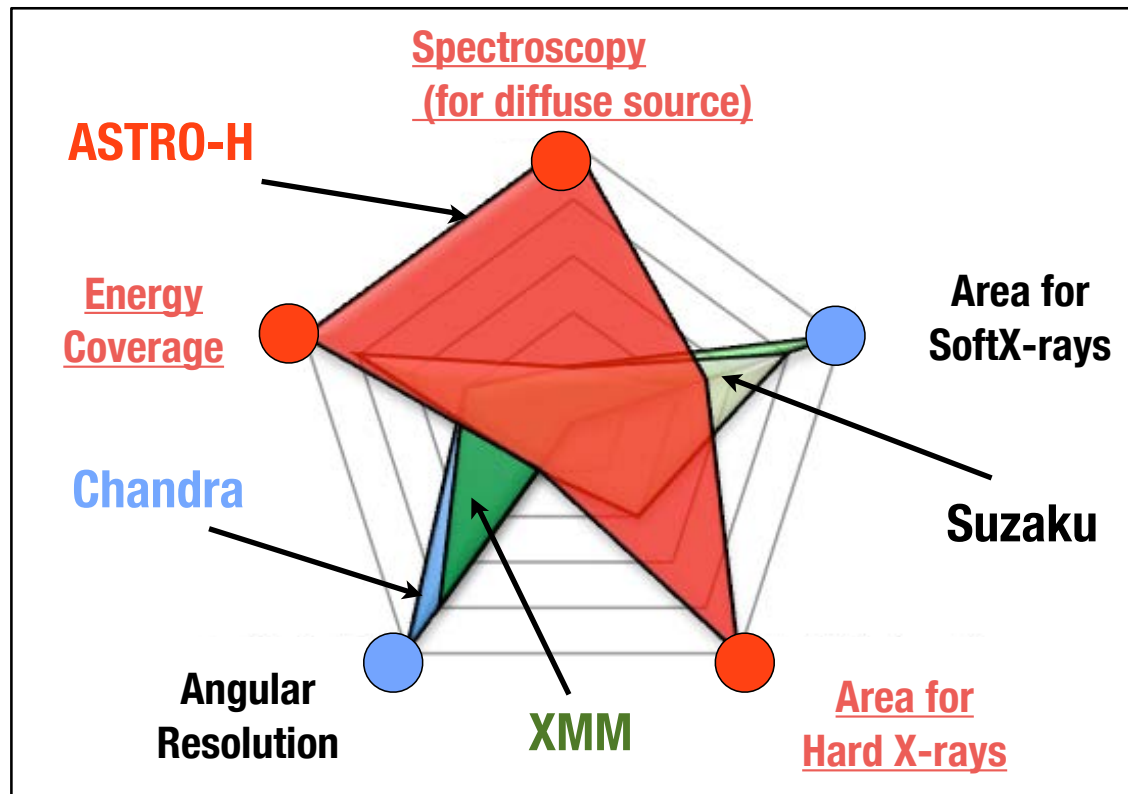 Spectroscopy
(for diffuse source)
ASTRO-H
Energy
Coverage
Area for
SoftX-rays
Chandra
Suzaku
Angular
Resolution
XMM
Area for
Hard X-rays